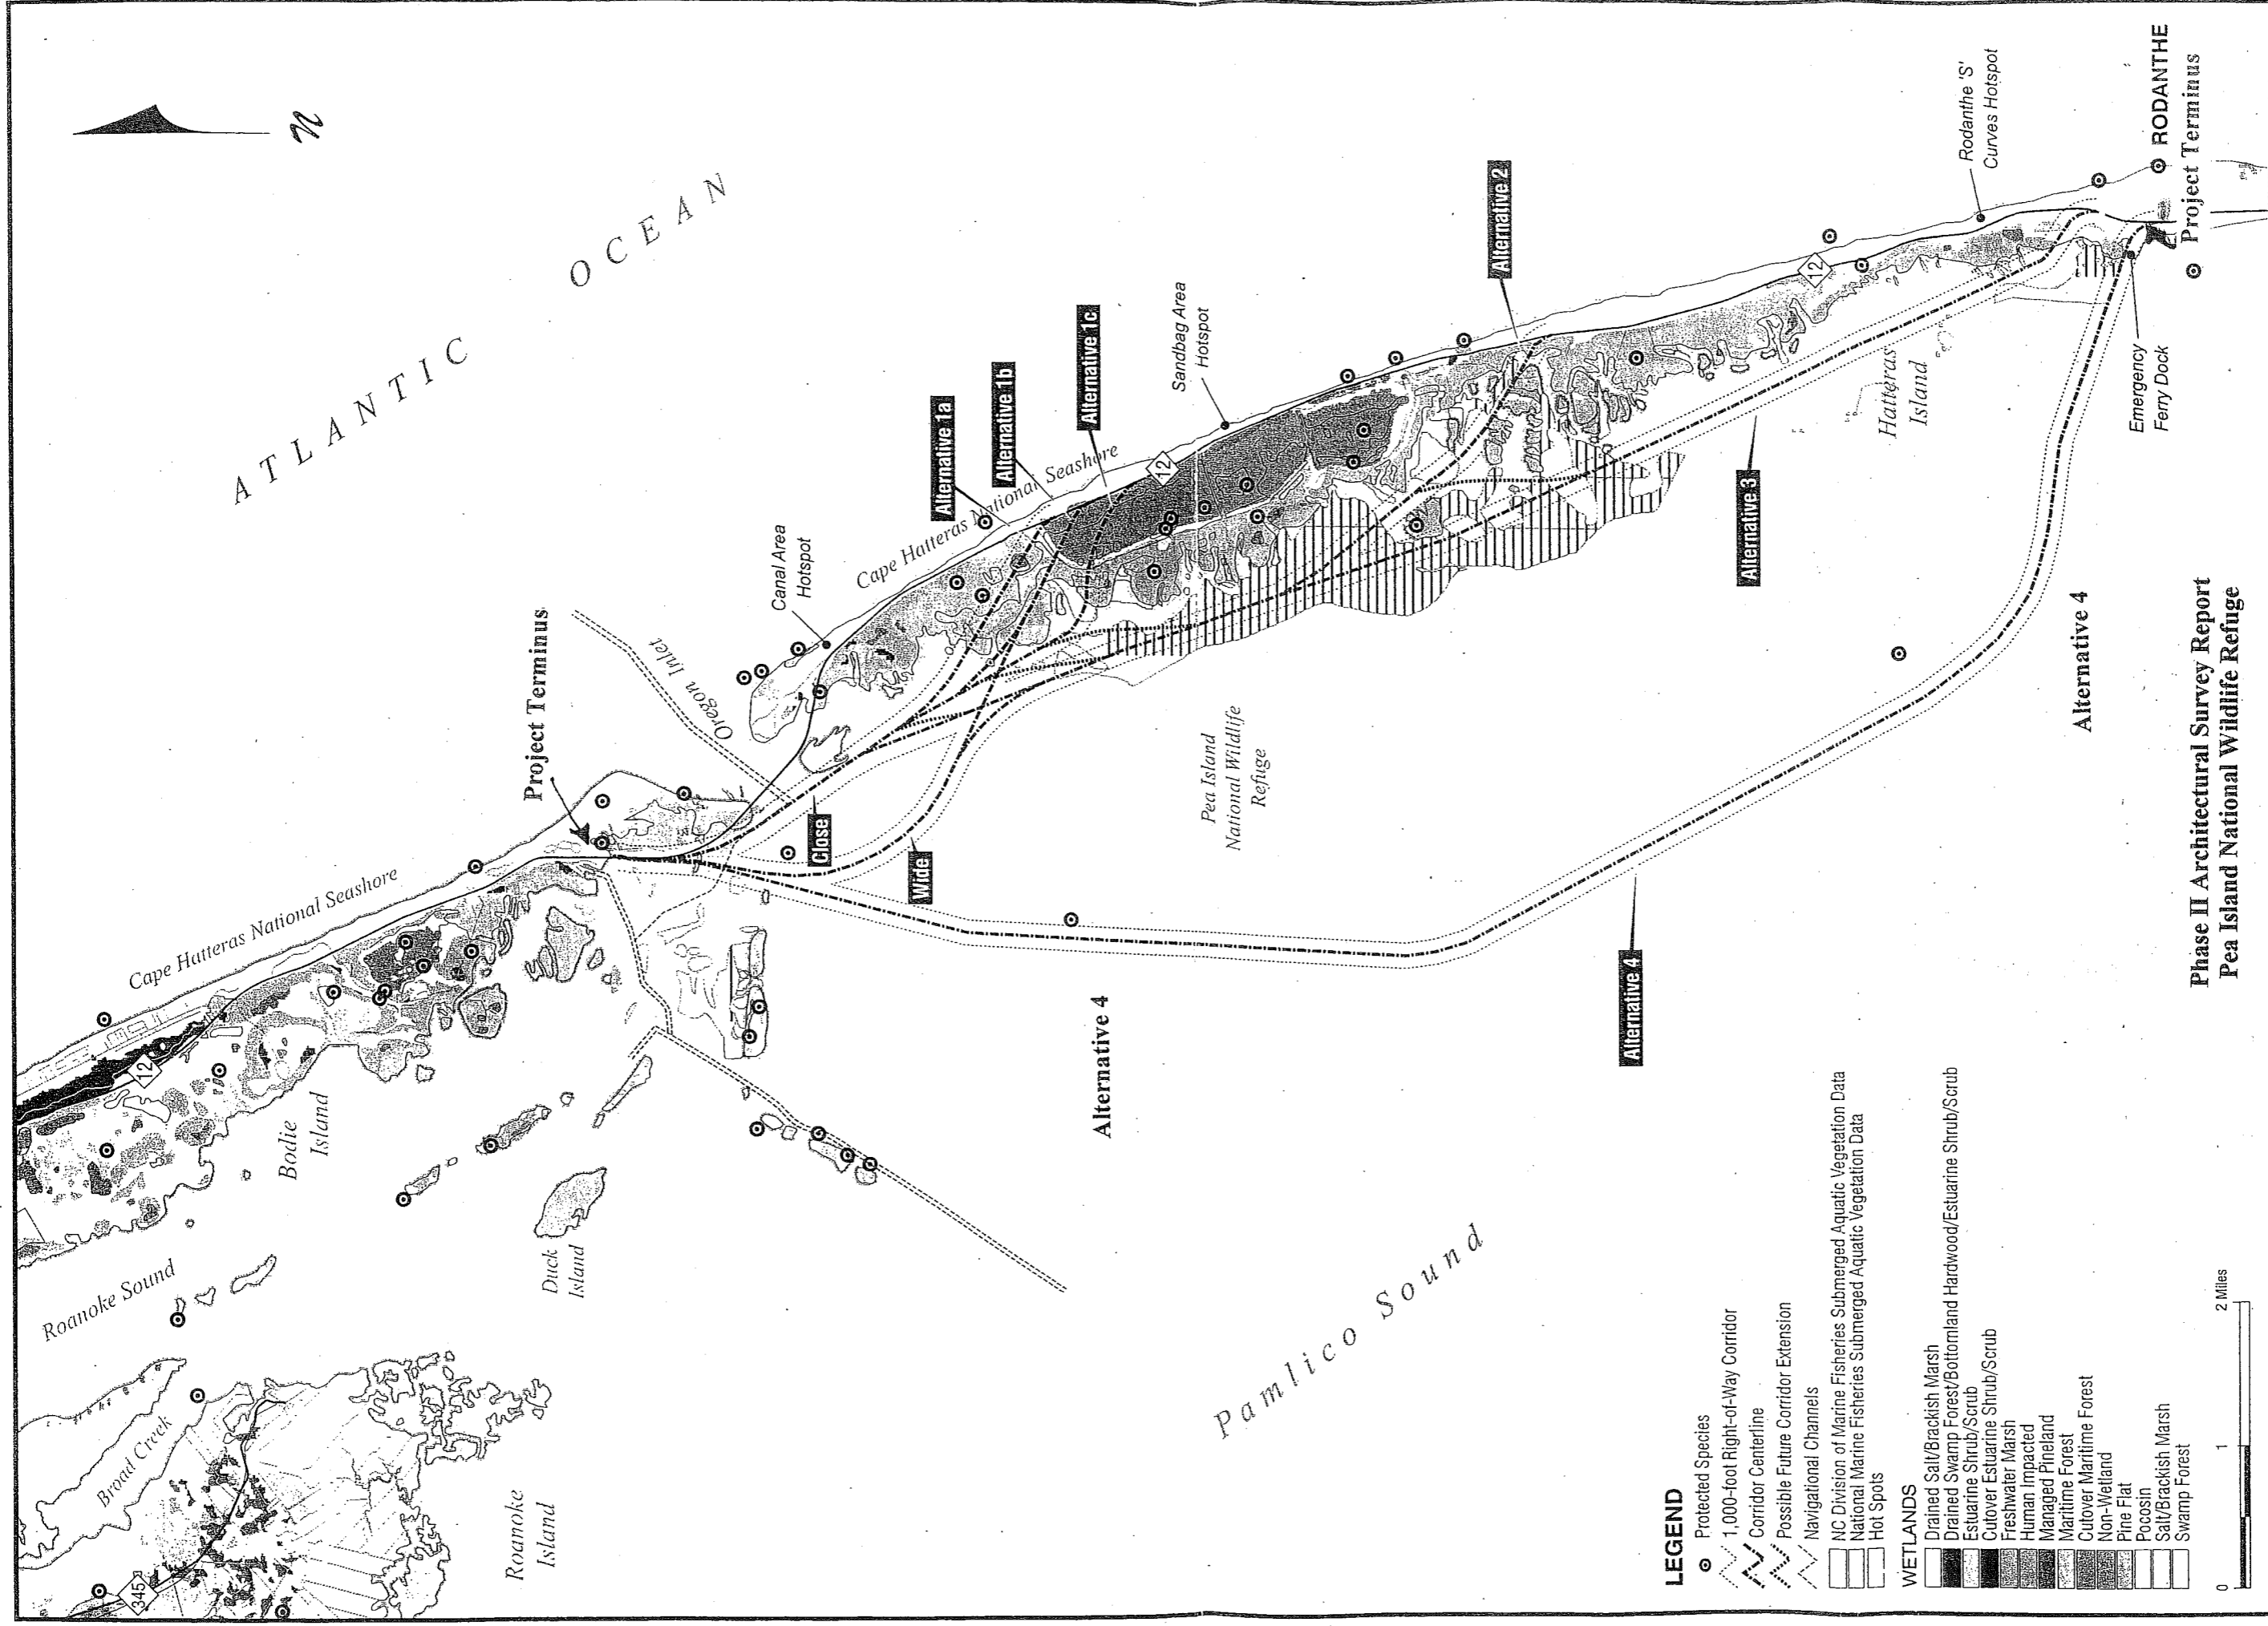 n
ATLANTIC OCEAN
RODANTHE
Project Terminus
Rodanthe 'S'
Curves Hotspot
12
Alternative 2
Sandbag Area
Hotspot
Alternative 1c
Alternative 1b
Alternative 1a
12
Cape Hatteras National Seashore
Canal Area
Hotspot
Oregon Inlet
Project Terminus
Hatteras
Island
Emergency
Ferry Dock
Alternative 3
Close
Wide
Pea Island
National Wildlife
Refuge
Alternative 4
Alternative 4
Alternative 4
Cape Hatteras National Seashore
12
Bodie
Island
Duck
Island
Roanoke Sound
Broad Creek
345
Roanoke
Island
Pamlico Sound
LEGEND
Protected Species
1,000-foot Right-of-Way Corridor
Corridor Centerline
Possible Future Corridor Extension
Navigational Channels
NC Division of Marine Fisheries Submerged Aquatic Vegetation Data
National Marine Fisheries Submerged Aquatic Vegetation Data
Hot Spots
WETLANDS
Drained Salt/Brackish Marsh
Drained Swamp Forest/Bottomland Hardwood/Estuarine Shrub/Scrub
Estuarine Shrub/Scrub
Cutover Estuarine Shrub/Scrub
Freshwater Marsh
Human Impacted
Managed Pineland
Maritime Forest
Cutover Maritime Forest
Non-Wetland
Pine Flat
Pocosin
Salt/Brackish Marsh
Swamp Forest
0 1 2 Miles
Phase II Architectural Survey Report
Pea Island National Wildlife Refuge